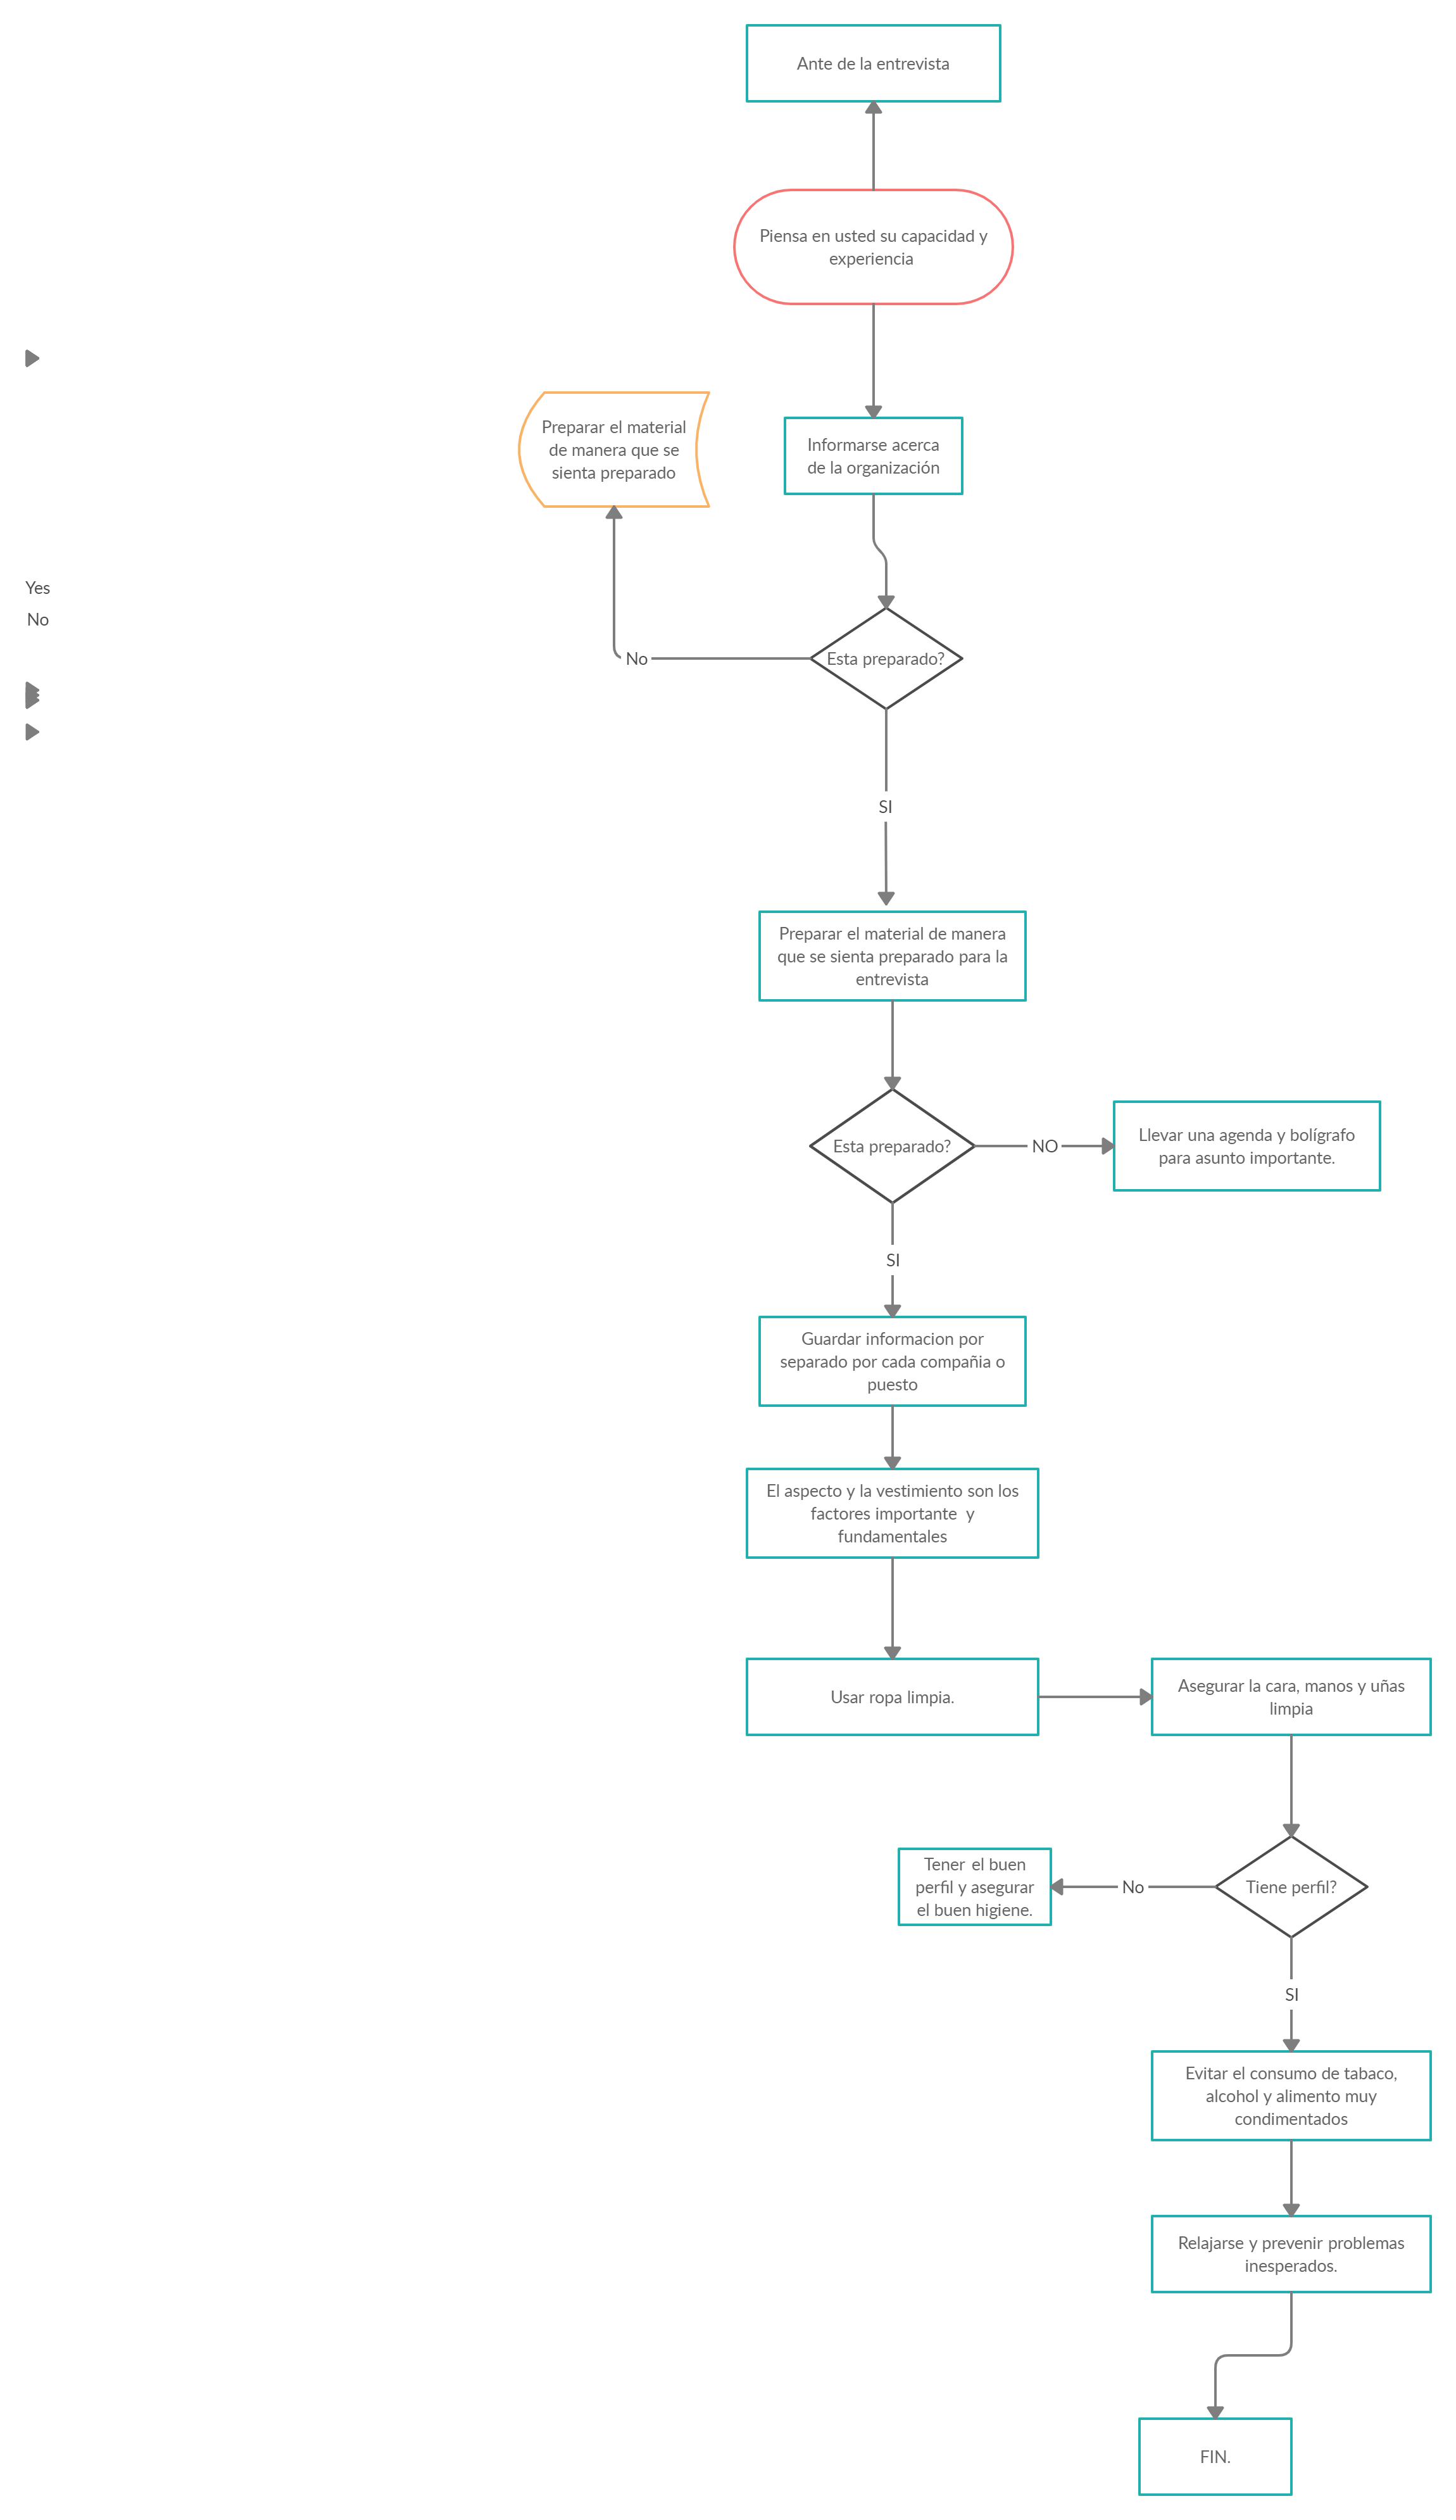 Ante de la entrevista
Piensa en usted su capacidad y
experiencia
Preparar el material
de manera que se
sienta preparado
Informarse acerca
de la organización
Yes
No
No
Esta preparado?
SI
Preparar el material de manera
que se sienta preparado para la
entrevista
Esta preparado?
NO
Llevar una agenda y bolígrafo
para asunto importante.
SI
Guardar informacion por
separado por cada compañia o
puesto
El aspecto y la vestimiento son los
factores importante  y
fundamentales
Usar ropa limpia.
Asegurar la cara, manos y uñas
limpia
Tener el buen
perfil y asegurar
el buen higiene.
No
Tiene perfil?
SI
Evitar el consumo de tabaco,
alcohol y alimento muy
condimentados
Relajarse y prevenir problemas
inesperados.
FIN.